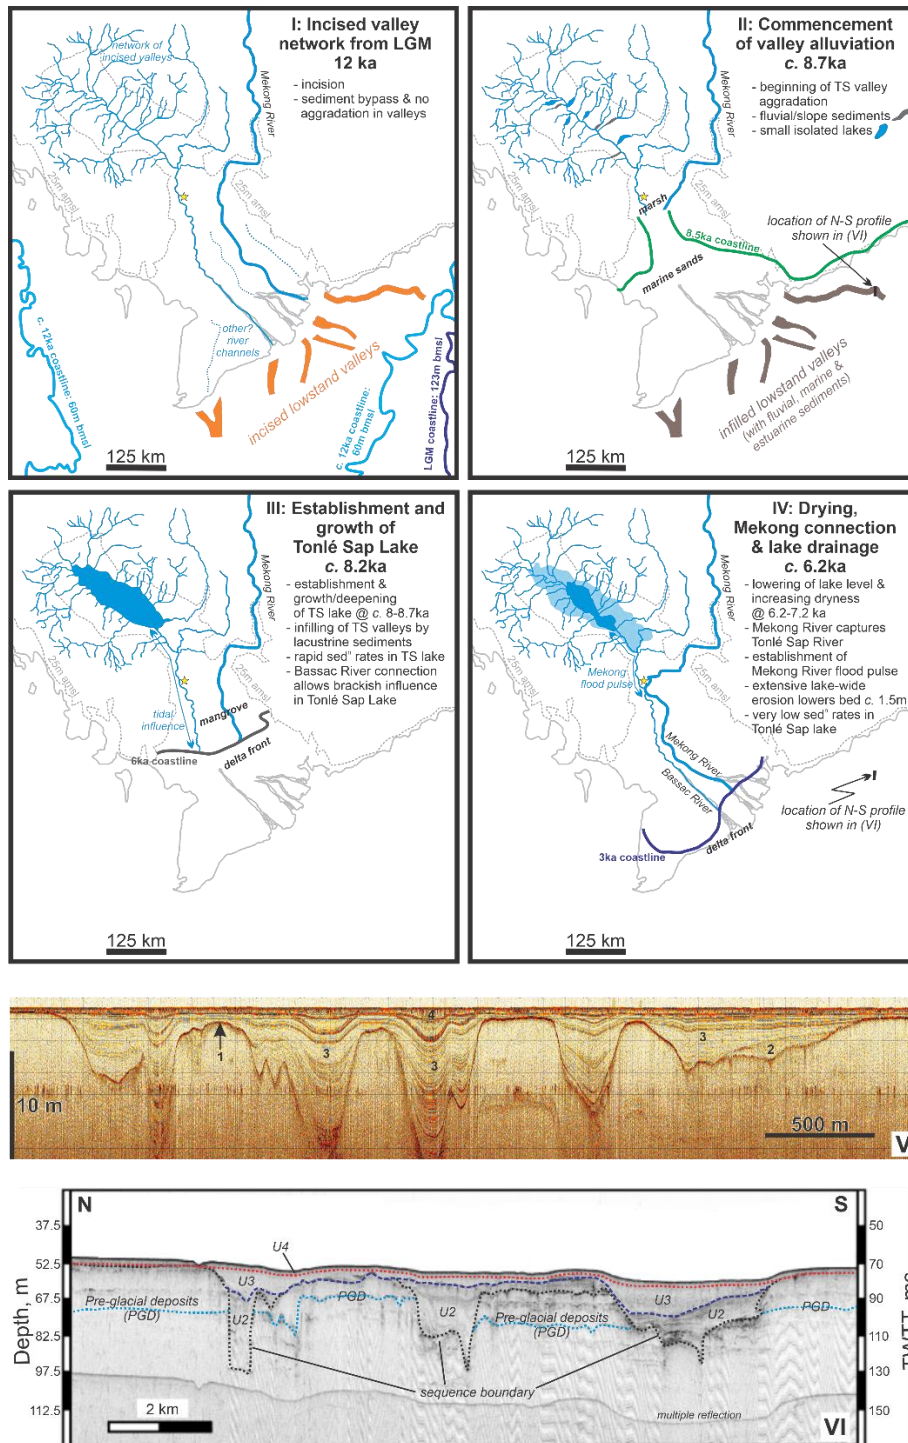 I: Incised valley
network from LGM
12 ka
- incision
- sediment bypass & no
aggradation in valleys
network of
incised valleys
Mekong River
25m amsl
other?
river
channels
incised lowstand valleys
c. 12ka coastline: 60m bmsl
c. 12ka coastline:
60m bmsl
LGM coastline: 123m bmsl
125 km
II: Commencement
of valley alluviation
c. 8.7ka
- beginning of TS valley
aggradation
- fluvial/slope sediments
- small isolated lakes
Mekong River
25m amsl
marsh
8.5ka coastline
marine sands
location of N-S profile
shown in (VI)
infilled lowstand valleys
(with fluvial, marine &
estuarine sediments)
125 km
III: Establishment and
growth of
Tonlé Sap Lake
c. 8.2ka
- establishment &
growth/deepening
of TS lake @ c. 8-8.7ka
- infilling of TS valleys by
lacustrine sediments
- rapid sedⁿ rates in TS lake
- Bassac River connection
allows brackish influence
in Tonlé Sap Lake
Mekong River
tidal
influence
mangrove
6ka coastline
delta front
125 km
IV: Drying,
Mekong connection
& lake drainage
c. 6.2ka
- lowering of lake level &
increasing dryness
@ 6.2-7.2 ka
- Mekong River captures
Tonlé Sap River
- establishment of
Mekong River flood pulse
- extensive lake-wide
erosion lowers bed c. 1.5m
- very low sedⁿ rates in
Tonlé Sap lake
Mekong River
Mekong
flood pulse
Mekong River
Bassac River
delta front
3ka coastline
location of N-S profile
shown in (VI)
125 km
4
3
1
3
3
2
10 m
500 m
V
N
S
37.5
52.5
67.5
82.5
97.5
112.5
Depth, m
50
70
90
110
130
150
TWTT, ms
U4
U3
U2
Pre-glacial deposits
(PGD)
PGD
U2
Pre-glacial deposits
(PGD)
U3
U2
PGD
sequence boundary
multiple reflection
2 km
VI